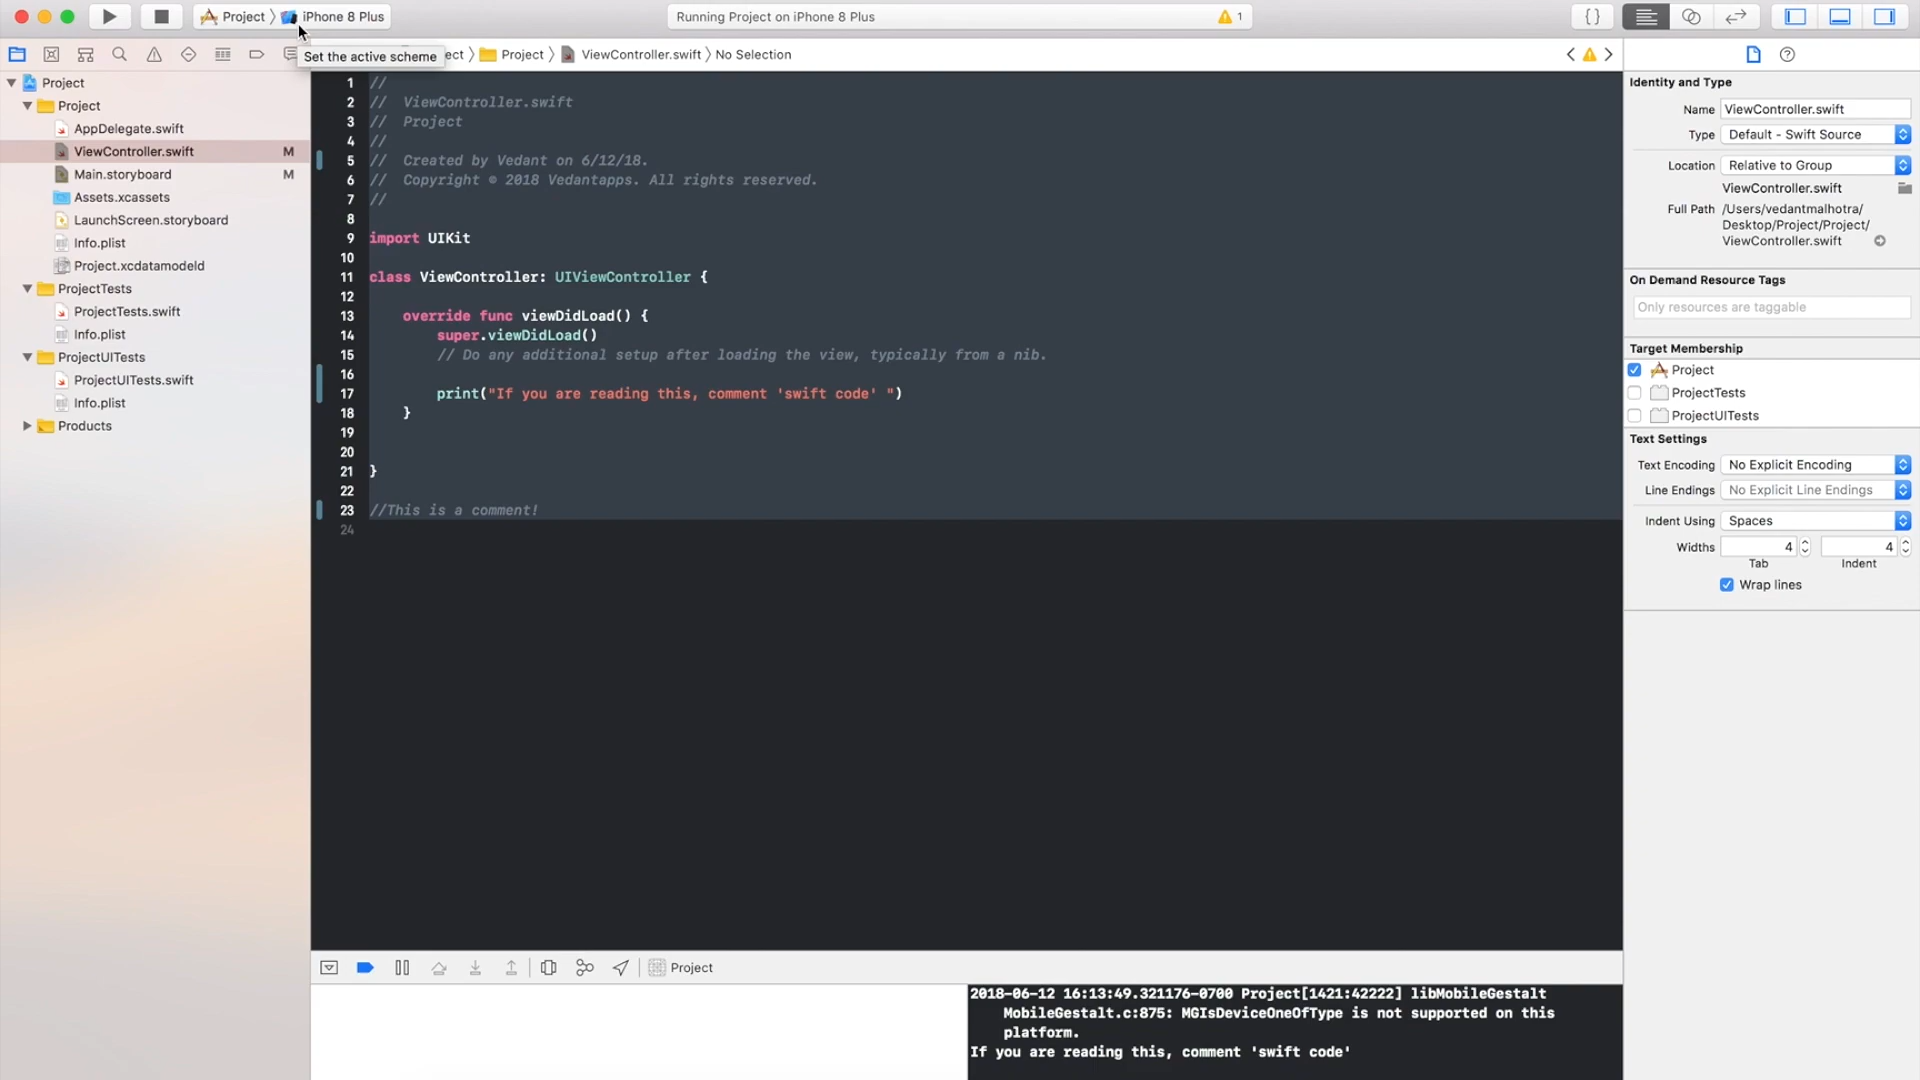 Project
iPhone 8 Plus
Running Project on iPhone 8 Plus
1
{ }
Set the active scheme
ect
Project
ViewController.swift
No Selection
Project
Project
AppDelegate.swift
ViewController.swift M
Main.storyboard M
Assets.xcassets
LaunchScreen.storyboard
Info.plist
Project.xcdatamodeld
ProjectTests
ProjectTests.swift
Info.plist
ProjectUITests
ProjectUITests.swift
Info.plist
Products
1 //
2 //  ViewController.swift
3 //  Project
4 //
5 //  Created by Vedant on 6/12/18.
6 //  Copyright © 2018 Vedantapps. All rights reserved.
7 //
8
9 import UIKit
10
11 class ViewController: UIViewController {
12
13     override func viewDidLoad() {
14         super.viewDidLoad()
15         // Do any additional setup after loading the view, typically from a nib.
16
17         print("If you are reading this, comment 'swift code' ")
18     }
19
20
21 }
22
23 //This is a comment!
24
Project
2018-06-12 16:13:49.321176-0700 Project[1421:42222] libMobileGestalt
MobileGestalt.c:875: MGIsDeviceOneOfType is not supported on this
platform.
If you are reading this, comment 'swift code'
Identity and Type
Name ViewController.swift
Type Default - Swift Source
Location Relative to Group
ViewController.swift
Full Path /Users/vedantmalhotra/
Desktop/Project/Project/
ViewController.swift
On Demand Resource Tags
Only resources are taggable
Target Membership
Project
ProjectTests
ProjectUITests
Text Settings
Text Encoding No Explicit Encoding
Line Endings No Explicit Line Endings
Indent Using Spaces
Widths 4 4
Tab Indent
Wrap lines